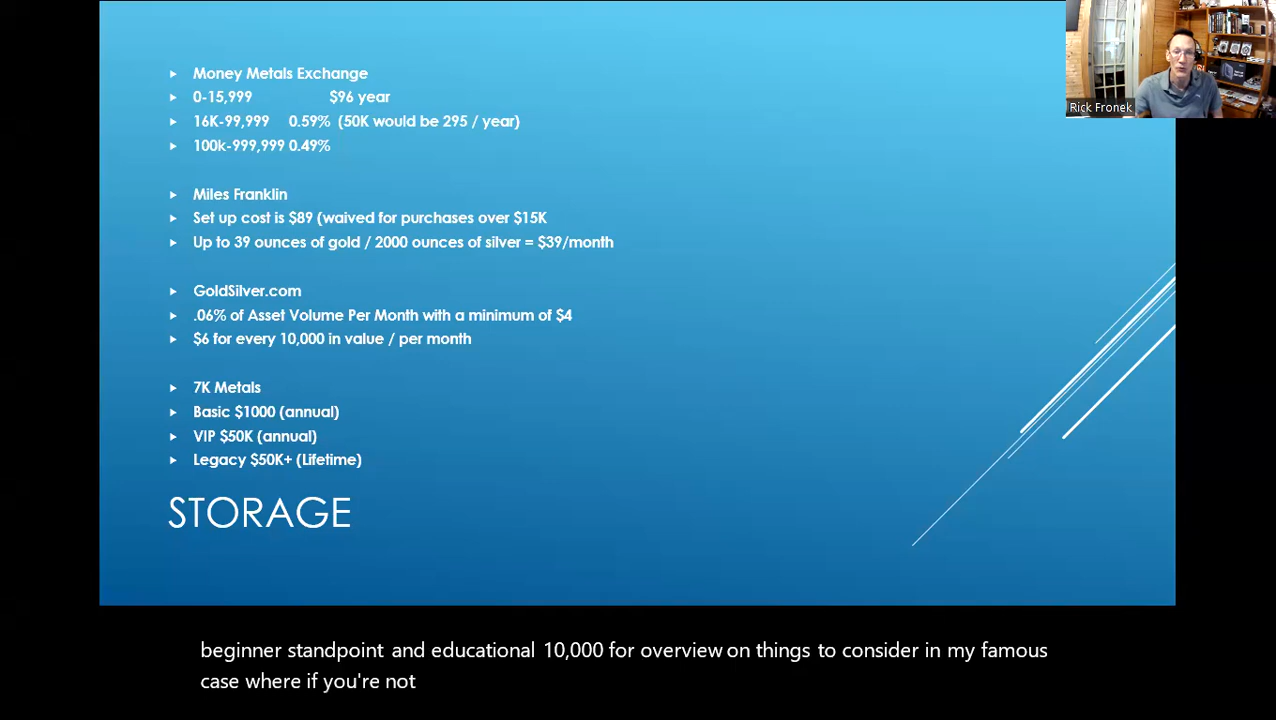 Money Metals Exchange
0-15,999 $96 year
16K-99,999 0.59% (50K would be 295 / year)
100k-999,999 0.49%
Miles Franklin
Set up cost is $89 (waived for purchases over $15K
Up to 39 ounces of gold / 2000 ounces of silver = $39/month
GoldSilver.com
.06% of Asset Volume Per Month with a minimum of $4
$6 for every 10,000 in value / per month
7K Metals
Basic $1000 (annual)
VIP $50K (annual)
Legacy $50K+ (Lifetime)
STORAGE
Rick Fronek
beginner standpoint and educational 10,000 for overview on things to consider in my famous
case where if you're not